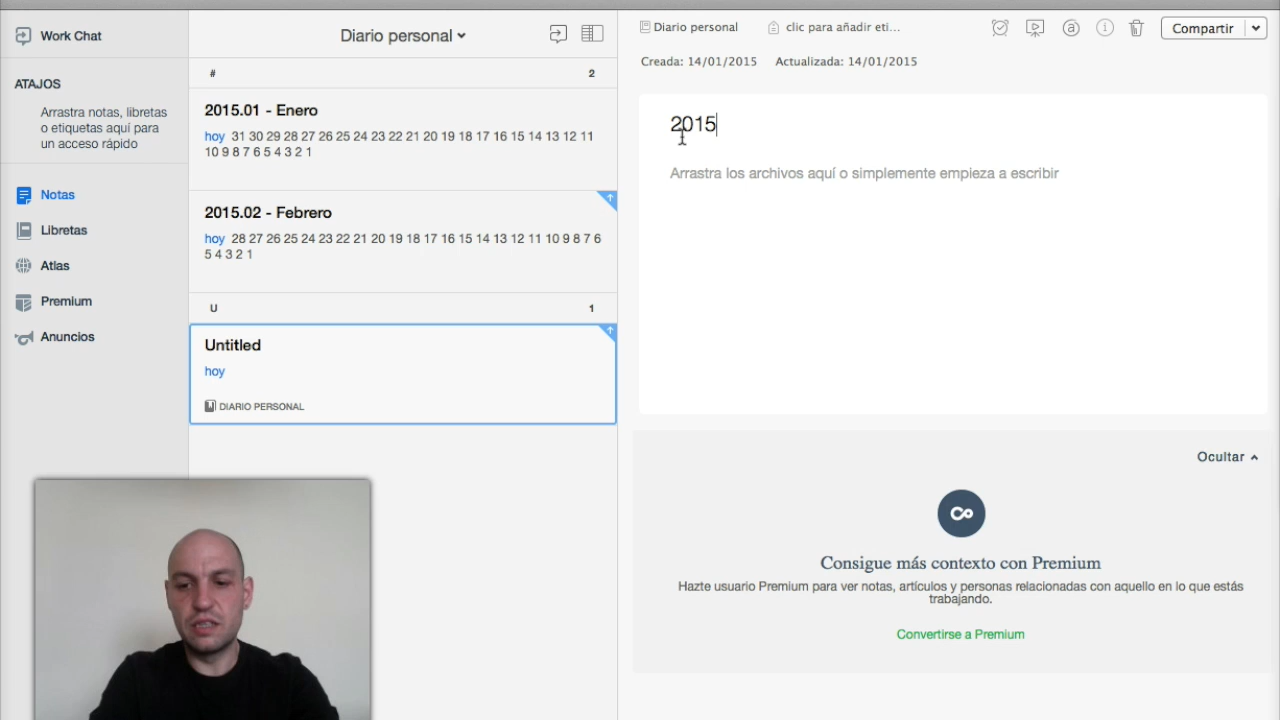 Work Chat
ATAJOS
Arrastra notas, libretas
o etiquetas aquí para
un acceso rápido
Notas
Libretas
Atlas
Premium
Anuncios
Diario personal
# 2
2015.01 - Enero
hoy 31 30 29 28 27 26 25 24 23 22 21 20 19 18 17 16 15 14 13 12 11
10 9 8 7 6 5 4 3 2 1
2015.02 - Febrero
hoy 28 27 26 25 24 23 22 21 20 19 18 17 16 15 14 13 12 11 10 9 8 7 6
5 4 3 2 1
U 1
Untitled
hoy
DIARIO PERSONAL
Diario personal clic para añadir eti...
Compartir
Creada: 14/01/2015 Actualizada: 14/01/2015
2015
Arrastra los archivos aquí o simplemente empieza a escribir
Ocultar
Consigue más contexto con Premium
Hazte usuario Premium para ver notas, artículos y personas relacionadas con aquello en lo que estás
trabajando.
Convertirse a Premium